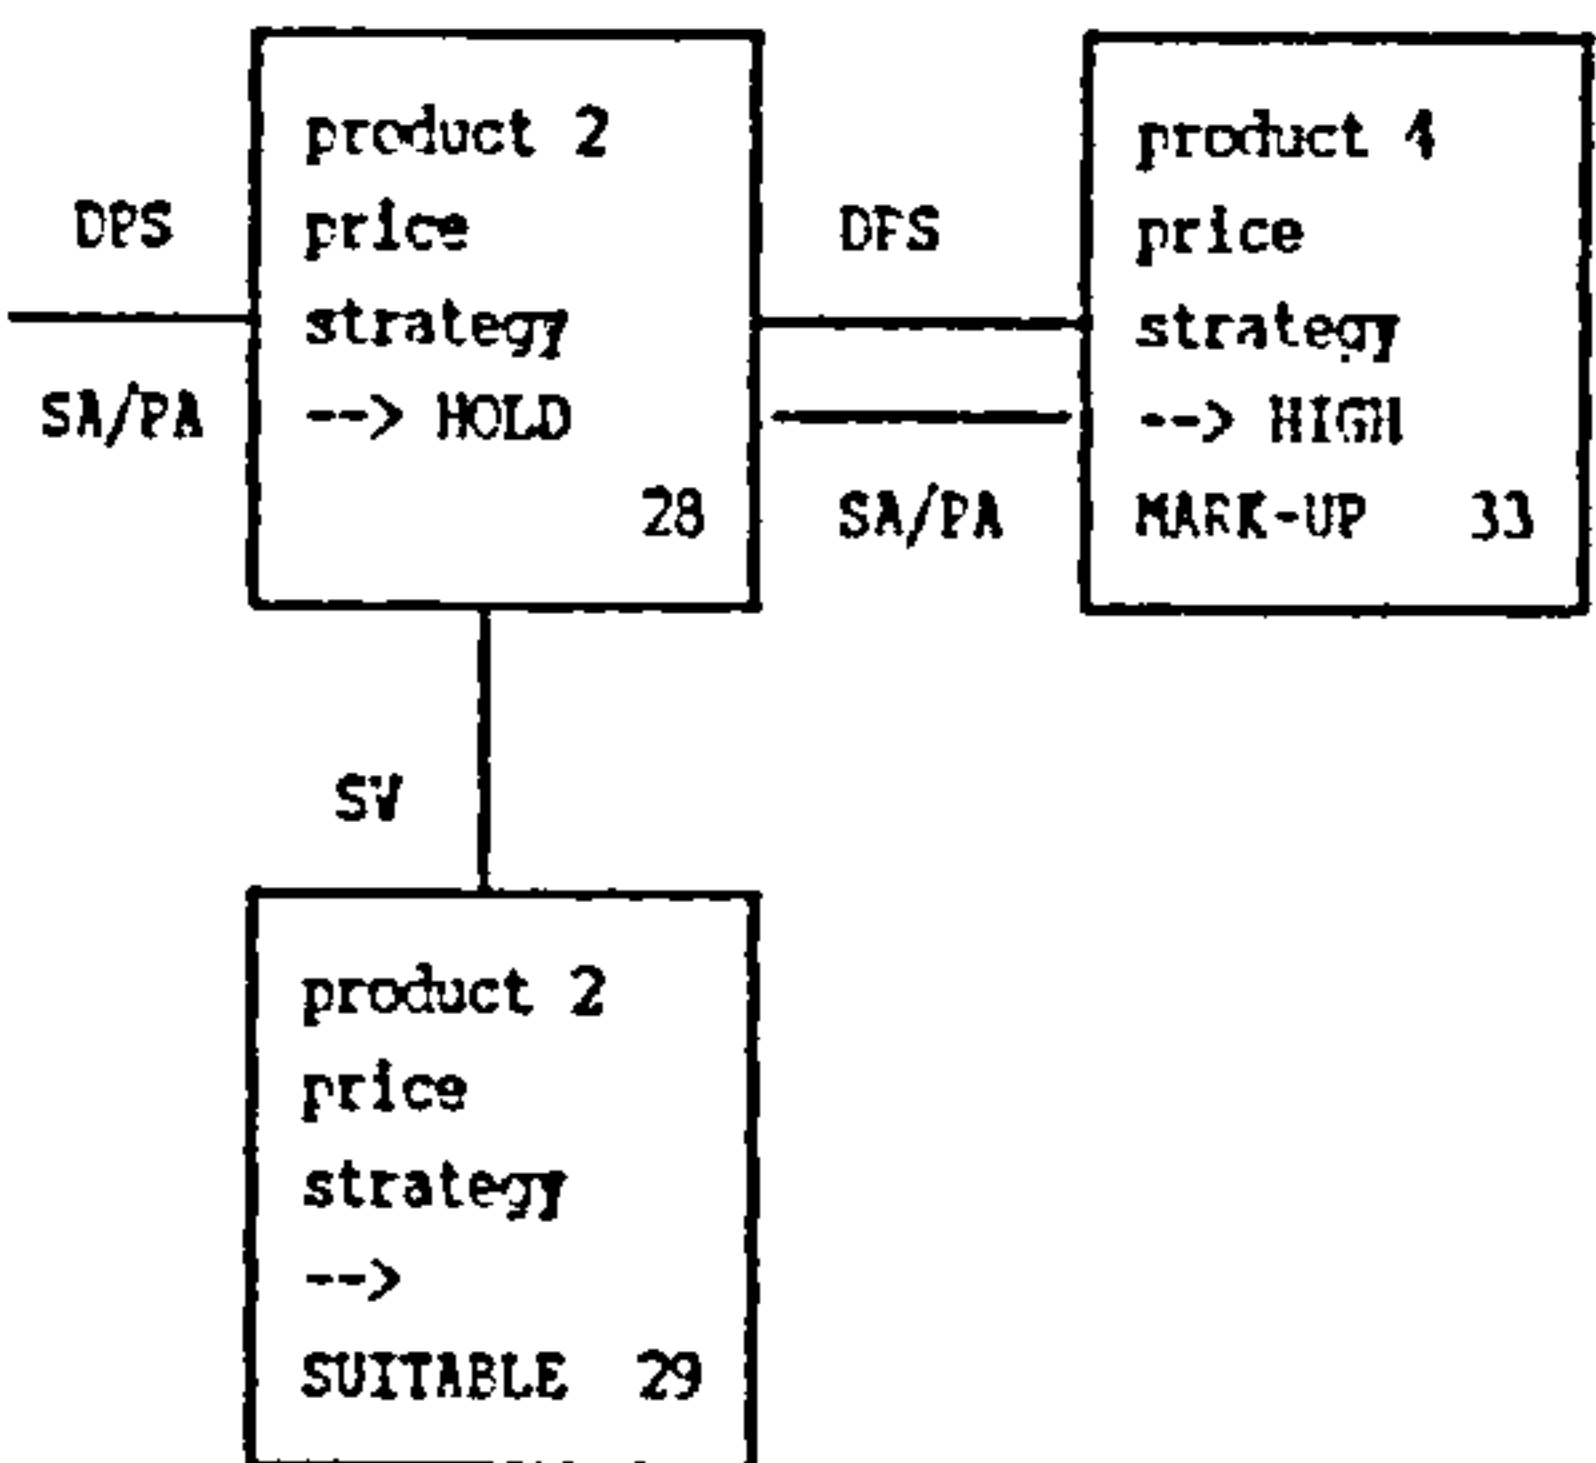 DPS
SA/PA
product 2
price
strategy
--> HOLD
28
DPS
SA/PA
product 4
price
strategy
--> HIGH
MARK-UP 33
SV
product 2
price
strategy
-->
SUITABLE 29